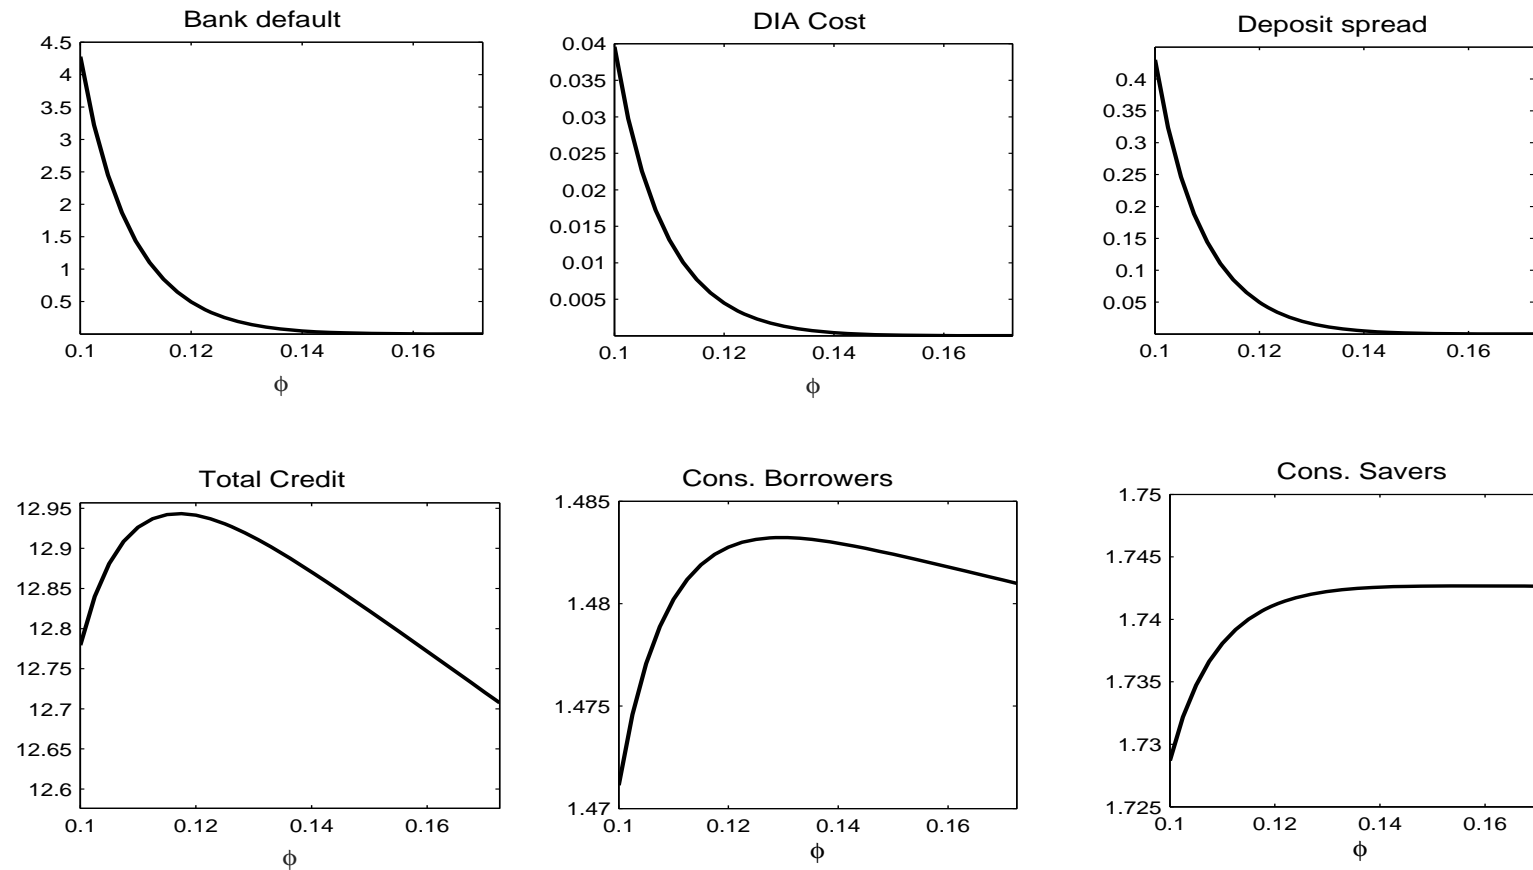 Bank default
4.5
4
3.5
3
2.5
2
1.5
1
0.5
0.1 0.12 0.14 0.16
ϕ
DIA Cost
0.04
0.035
0.03
0.025
0.02
0.015
0.01
0.005
0.1 0.12 0.14 0.16
ϕ
Deposit spread
0.4
0.35
0.3
0.25
0.2
0.15
0.1
0.05
0.1 0.12 0.14 0.16
Total Credit
12.95
12.9
12.85
12.8
12.75
12.7
12.65
12.6
0.1 0.12 0.14 0.16
ϕ
Cons. Borrowers
1.485
1.48
1.475
1.47
0.1 0.12 0.14 0.16
ϕ
Cons. Savers
1.75
1.745
1.74
1.735
1.73
1.725
0.1 0.12 0.14 0.16
ϕ